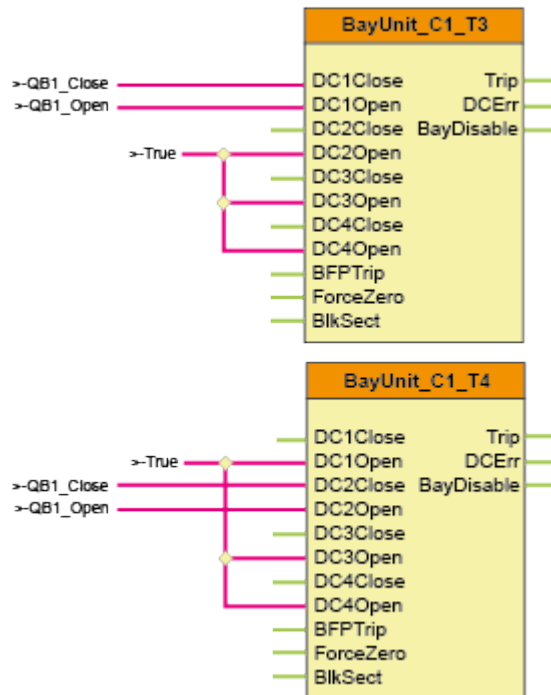 BayUnit_C1_T3
>-QB1_Close DC1Close Trip
>-QB1_Open DC1Open DCErr
DC2Close BayDisable
>-True DC2Open
DC3Close
DC3Open
DC4Close
DC4Open
BFPTrip
ForceZero
BlkSect
BayUnit_C1_T4
DC1Close Trip
>-True DC1Open DCErr
>-QB1_Close DC2Close BayDisable
>-QB1_Open DC2Open
DC3Close
DC3Open
DC4Close
DC4Open
BFPTrip
ForceZero
BlkSect